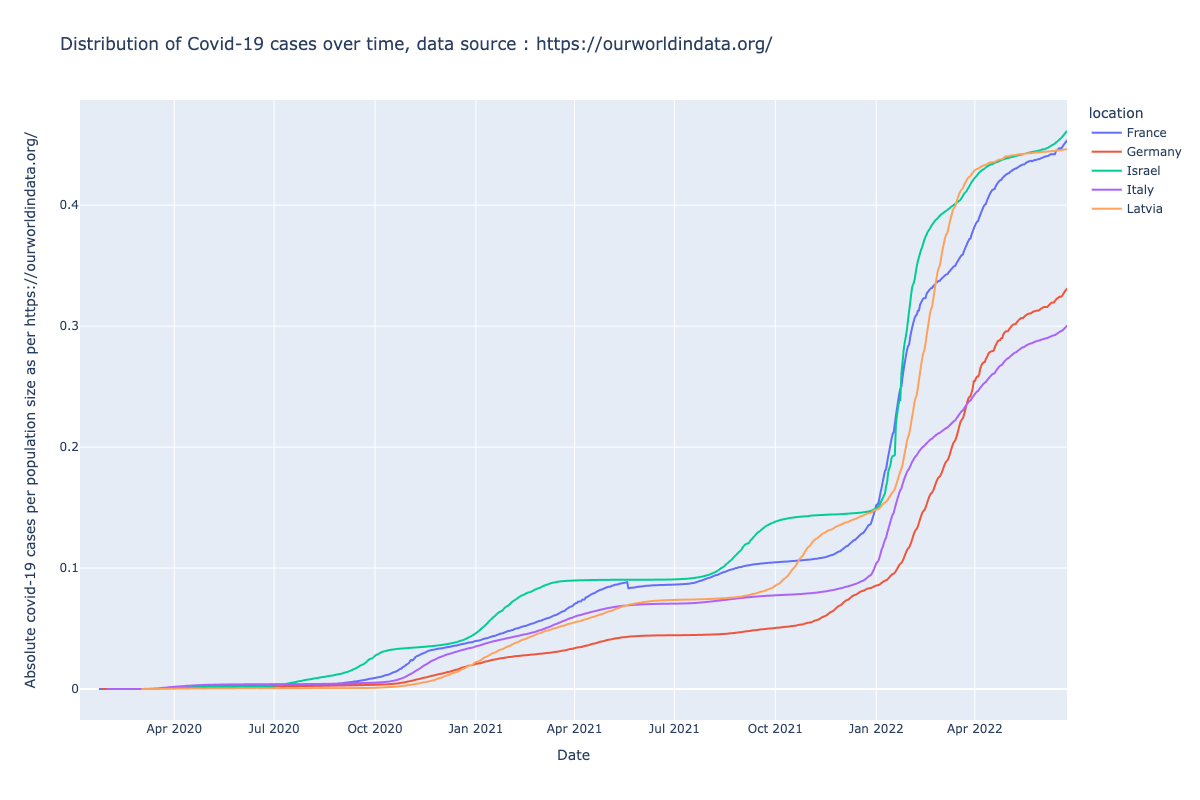 Distribution of Covid-19 cases over time, data source : https://ourworldindata.org/
Absolute covid-19 cases per population size as per https://ourworldindata.org/
0.4
0.3
0.2
0.1
0
Apr 2020
Jul 2020
Oct 2020
Jan 2021
Apr 2021
Jul 2021
Oct 2021
Jan 2022
Apr 2022
Date
location
France
Germany
Israel
Italy
Latvia